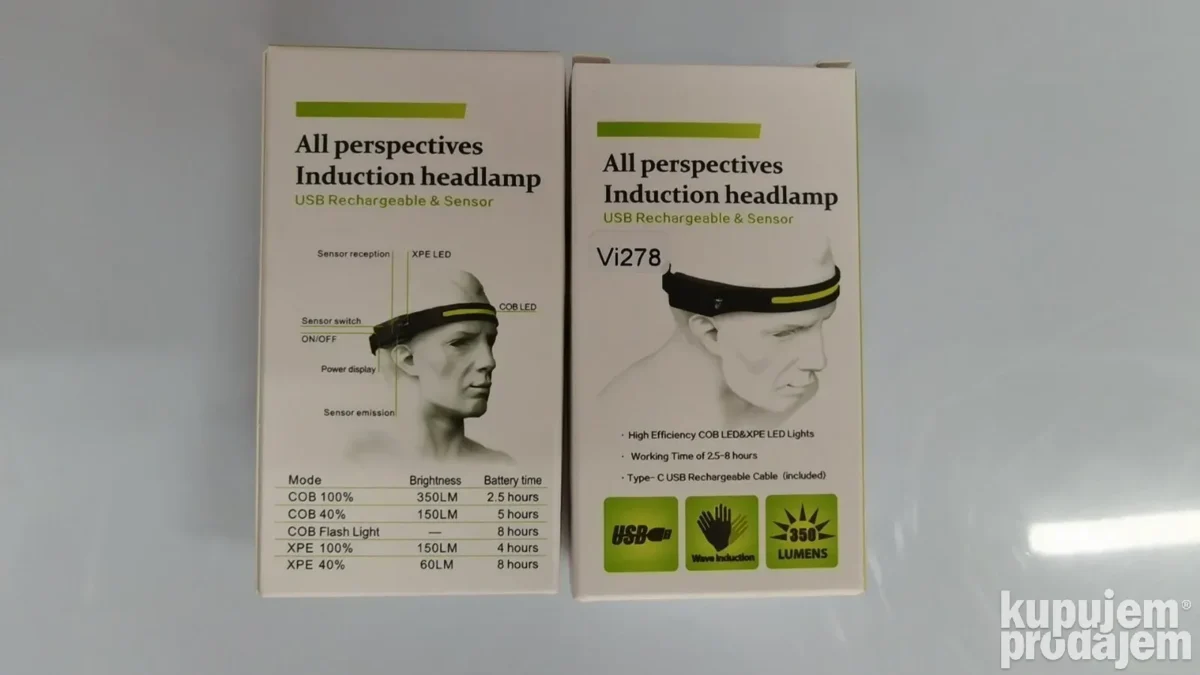 All perspectives
Induction headlamp
USB Rechargeable & Sensor
Sensor reception
XPE LED
COB LED
Sensor switch
ON/OFF
Power display
Sensor emission
Mode Brightness Battery time
COB 100% 350LM 2.5 hours
COB 40% 150LM 5 hours
COB Flash Light — 8 hours
XPE 100% 150LM 4 hours
XPE 40% 60LM 8 hours
All perspectives
Induction headlamp
USB Rechargeable & Sensor
Vi278
· High Efficiency COB LED&XPE LED Lights
· Working Time of 2.5-8 hours
· Type- C USB Rechargeable Cable (included)
USB
Wave Induction
350
LUMENS
kupujem®
prodajem